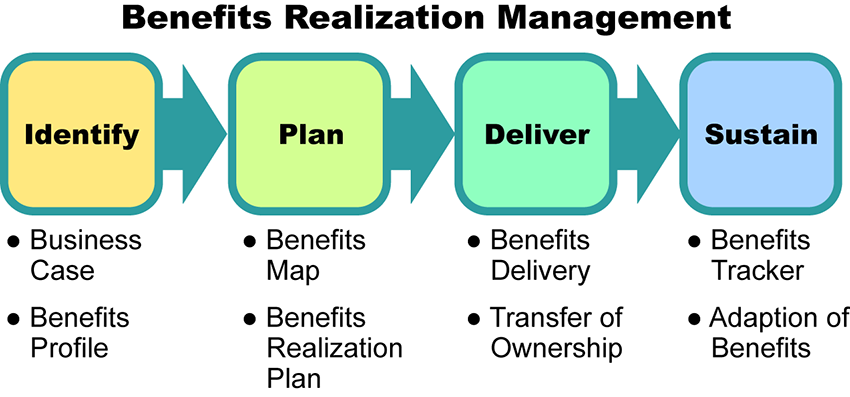 Benefits Realization Management
Identify
Plan
Deliver
Sustain
● Business
Case
● Benefits
Profile
● Benefits
Map
● Benefits
Realization
Plan
● Benefits
Delivery
● Transfer of
Ownership
● Benefits
Tracker
● Adaption of
Benefits